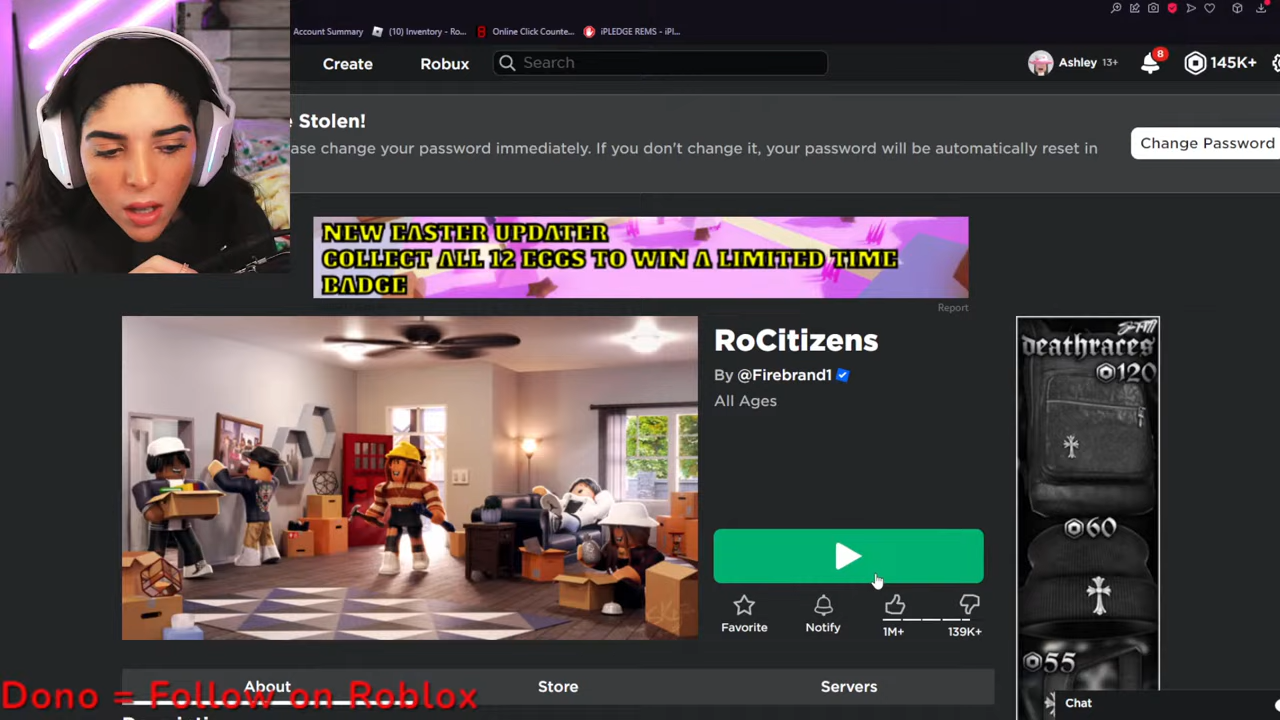 Account Summary
(10) Inventory - Ro...
Online Click Counte...
iPLEDGE REMS - iPl...
Create
Robux
Search
Ashley 13+
8
145K+
e Stolen!
ase change your password immediately. If you don't change it, your password will be automatically reset in
Change Password
NEW EASTER UPDATER
COLLECT ALL 12 EGGS TO WIN A LIMITED TIME
BADGE
Report
RoCitizens
By @Firebrand1
All Ages
deathraces
120
60
55
Favorite
Notify
1M+
139K+
About
Store
Servers
Dono = Follow on Roblox
Chat